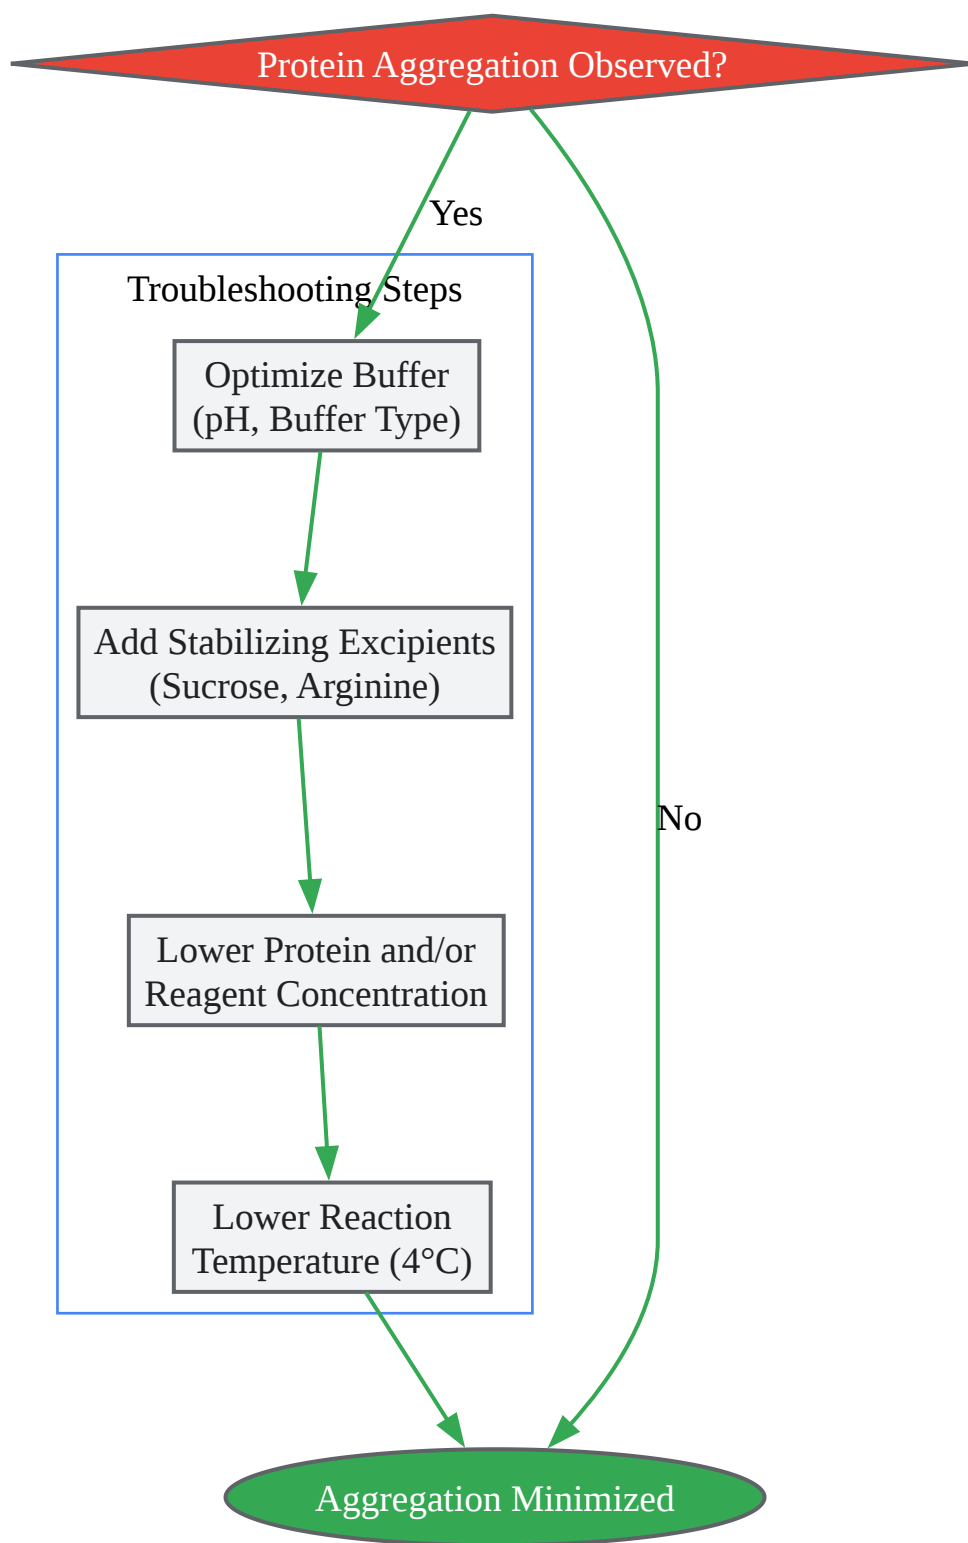 Protein Aggregation Observed?
Yes
Troubleshooting Steps
Optimize Buffer
(pH, Buffer Type)
Add Stabilizing Excipients
(Sucrose, Arginine)
No
Lower Protein and/or
Reagent Concentration
Lower Reaction
Temperature (4°C)
Aggregation Minimized